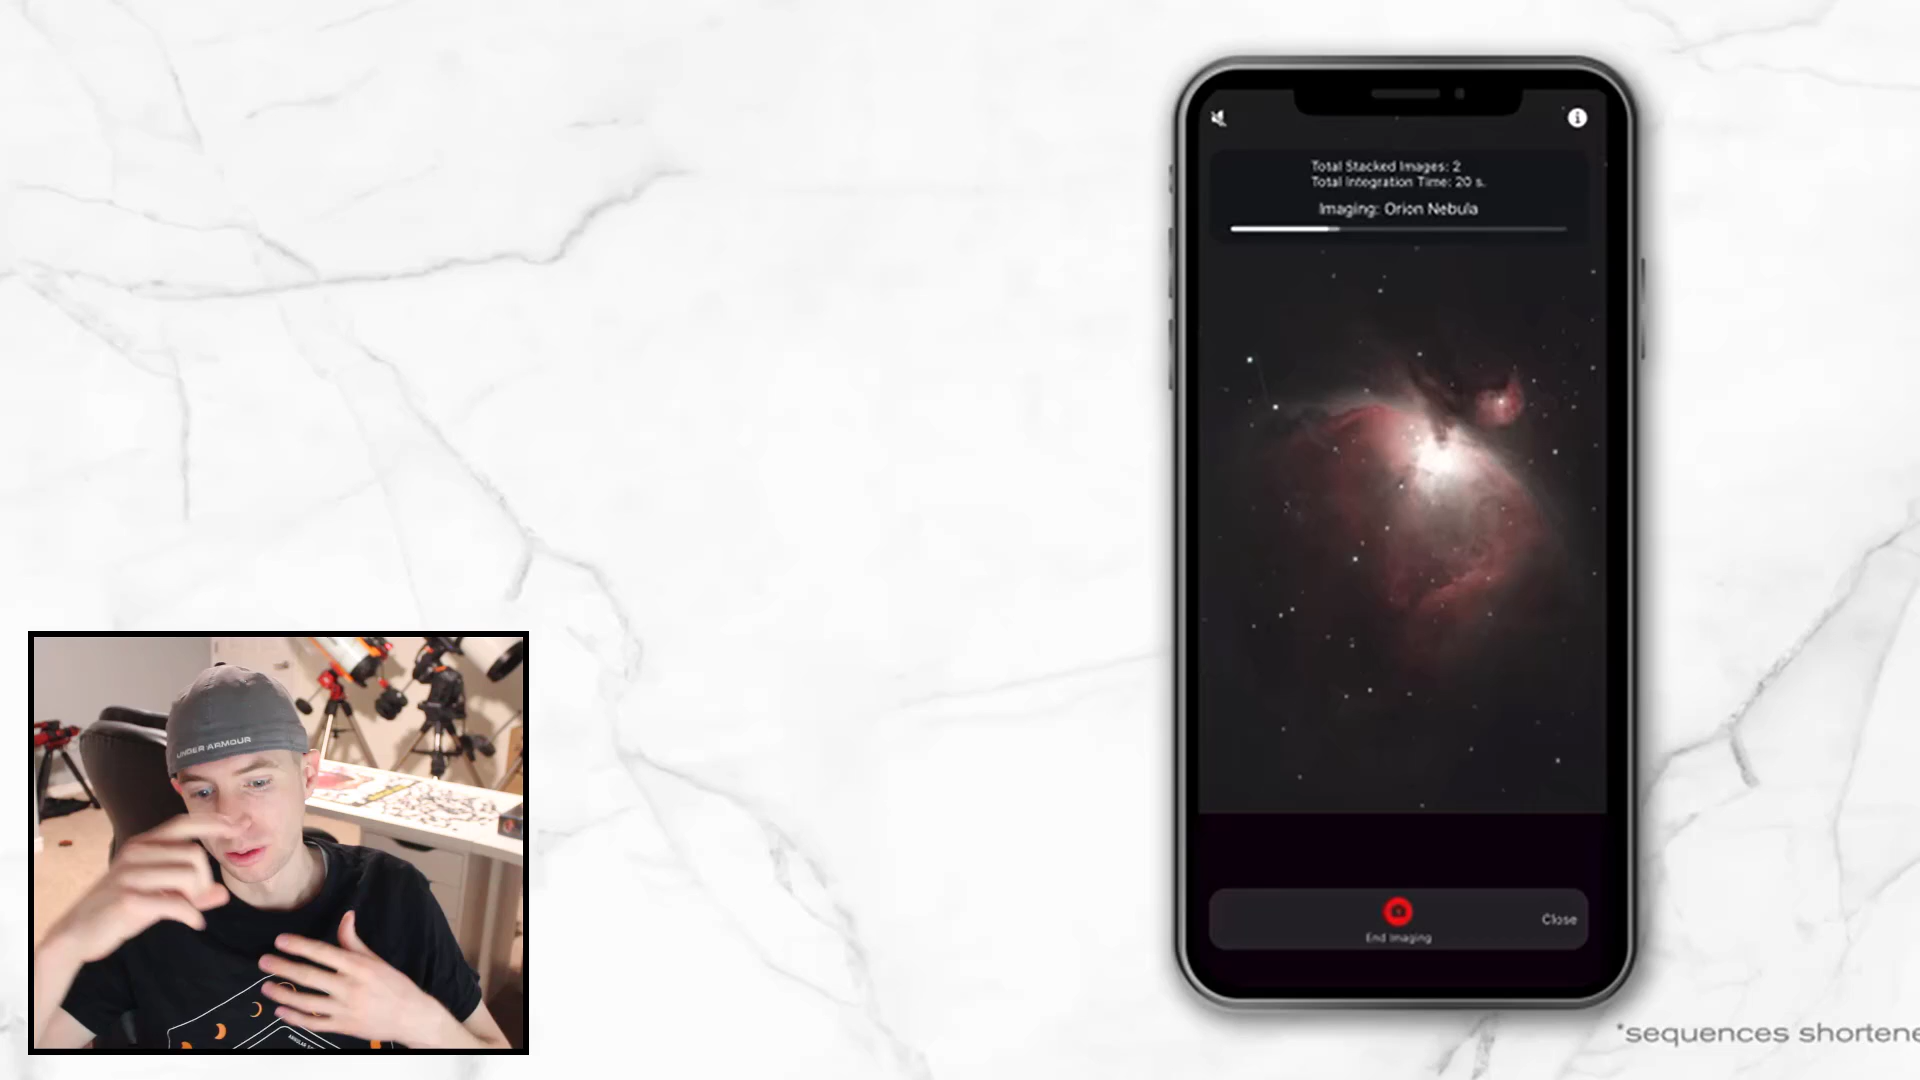 Total Stacked Images: 2
Total Integration Time: 20 s.
Imaging: Orion Nebula
End Imaging
Close
*sequences shortene
UNDER ARMOUR